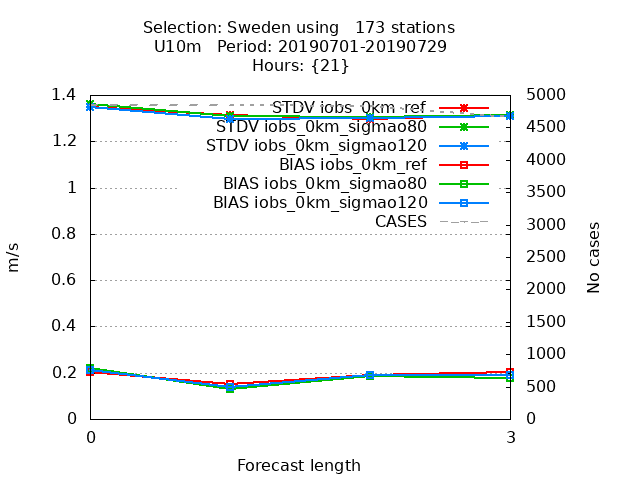 Selection: Sweden using   173 stations
U10m   Period: 20190701-20190729
Hours: {21}
1.4
1.2
1
0.8
0.6
0.4
0.2
0
5000
4500
4000
3500
3000
2500
2000
1500
1000
500
0
STDV iobs_0km_ref
STDV iobs_0km_sigmao80
STDV iobs_0km_sigmao120
BIAS iobs_0km_ref
BIAS iobs_0km_sigmao80
BIAS iobs_0km_sigmao120
CASES
m/s
No cases
0
3
Forecast length